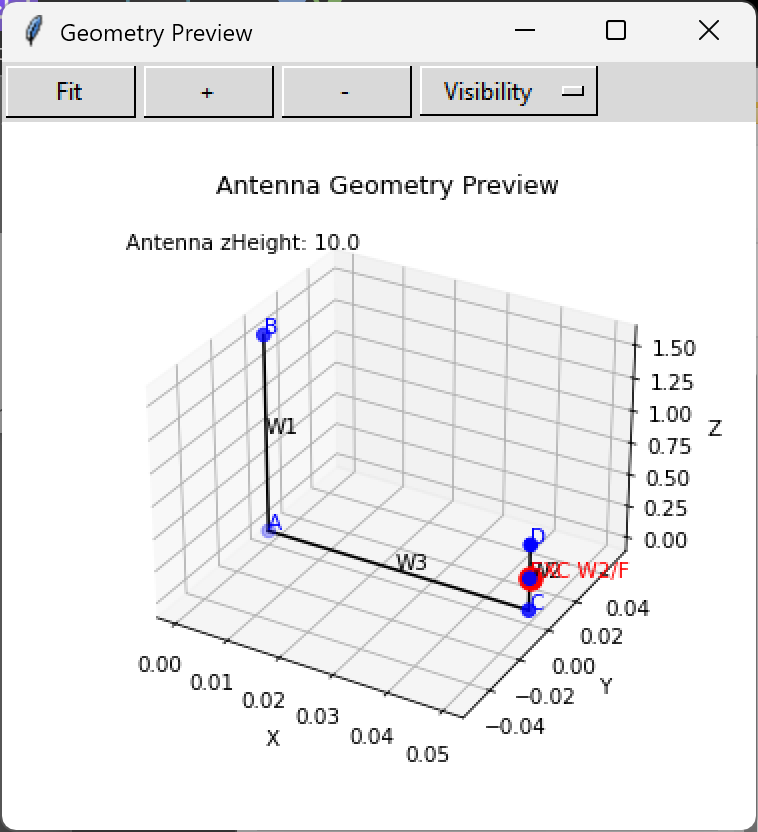 Geometry Preview
Fit + - Visibility
Antenna Geometry Preview
Antenna zHeight: 10.0
B
W1
A
W3
D
W2
W2/F
C
1.50
1.25
1.00
0.75
0.50
0.25
0.00
Z
0.04
0.02
0.00
−0.02
−0.04
Y
0.00
0.01
0.02
0.03
0.04
0.05
X